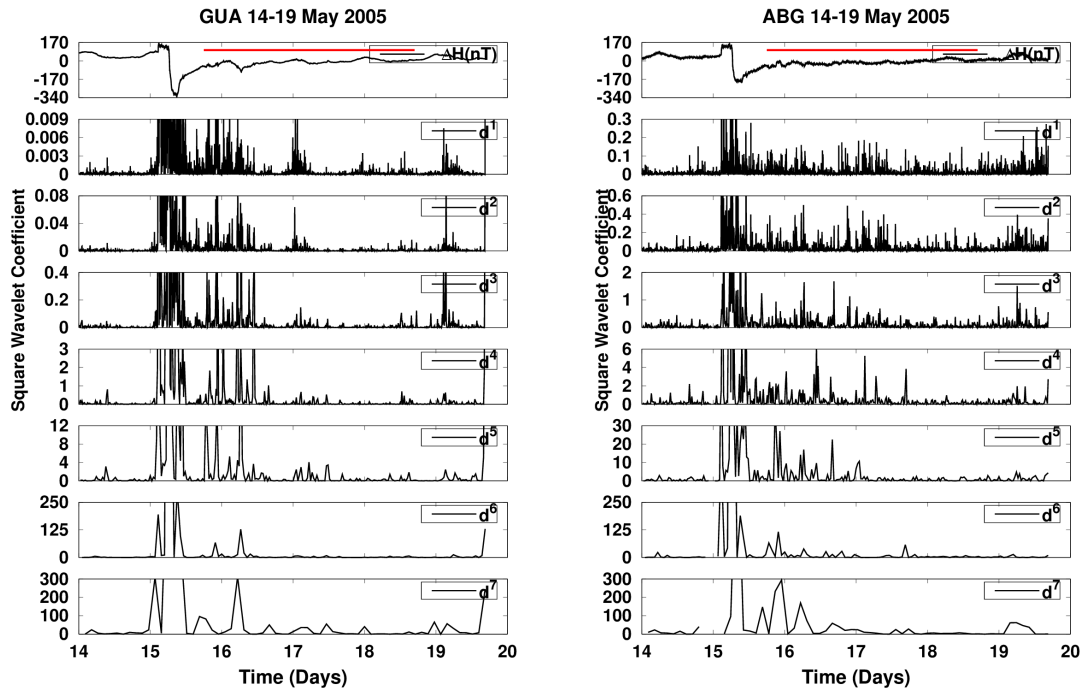 GUA 14-19 May 2005
170
0
-170
-340
ΔH(nT)
0.009
0.006
0.003
0
d1
0.08
0.04
0
d2
0.4
0.2
0
d3
3
2
1
0
d4
12
8
4
0
d5
250
125
0
d6
300
200
100
0
d7
14 15 16 17 18 19 20
Time (Days)
Square Wavelet Coefficient
ABG 14-19 May 2005
170
0
-170
-340
ΔH(nT)
0.3
0.2
0.1
0
d1
0.6
0.4
0.2
0
d2
2
1
0
d3
6
4
2
0
d4
30
20
10
0
d5
250
125
0
d6
300
200
100
0
d7
14 15 16 17 18 19 20
Time (Days)
Square Wavelet Coefficient